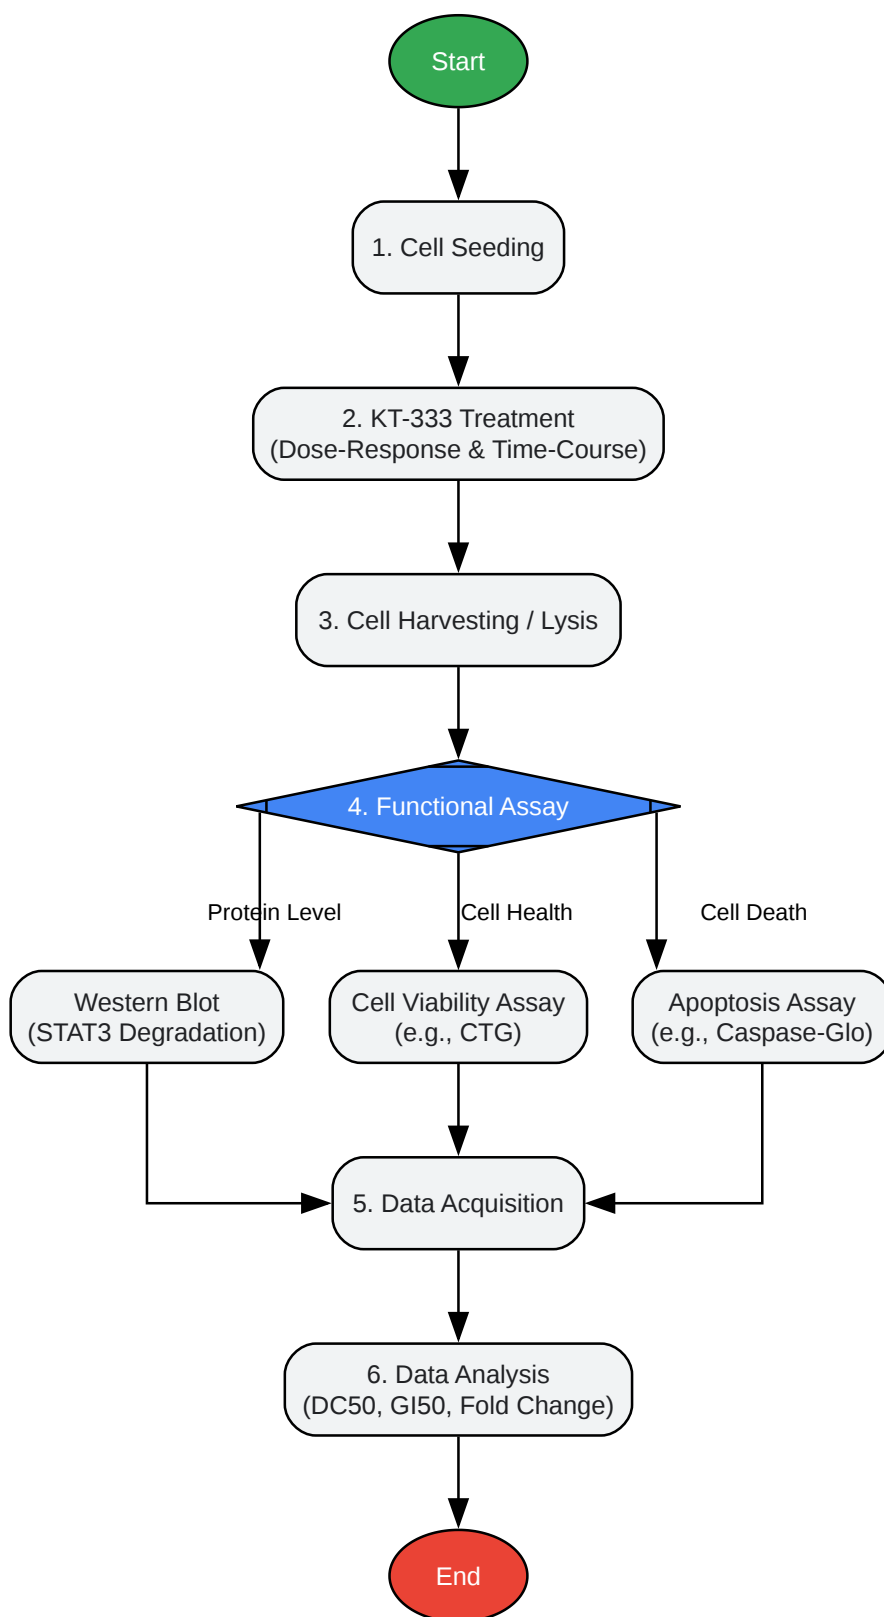 Start
1. Cell Seeding
2. KT-333 Treatment
(Dose-Response & Time-Course)
3. Cell Harvesting / Lysis
4. Functional Assay
Protein Level
Cell Health
Cell Death
Western Blot
(STAT3 Degradation)
Cell Viability Assay
(e.g., CTG)
Apoptosis Assay
(e.g., Caspase-Glo)
5. Data Acquisition
6. Data Analysis
(DC50, GI50, Fold Change)
End